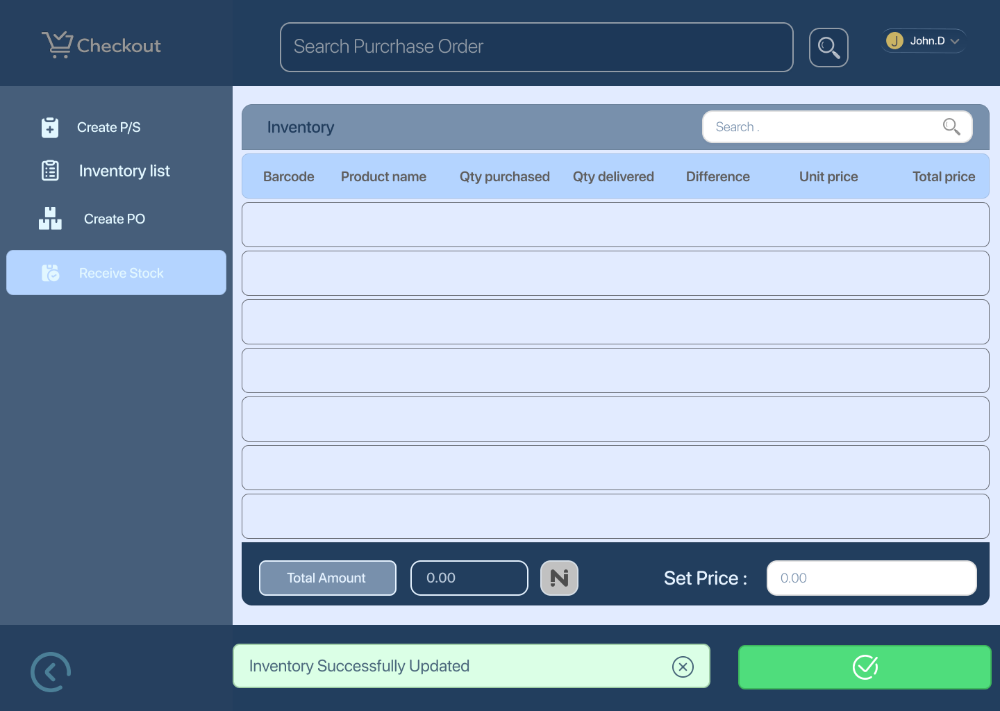 Checkout
Search Purcrhase Order
J John.D
Create P/S
Inventory list
Create PO
Receive Stock
Inventory
Search .
Barcode Product name Qty purchased Qty delivered Difference Unit price Total price
Total Amount 0.00 N Set Price : 0.00
Inventory Successfully Updated